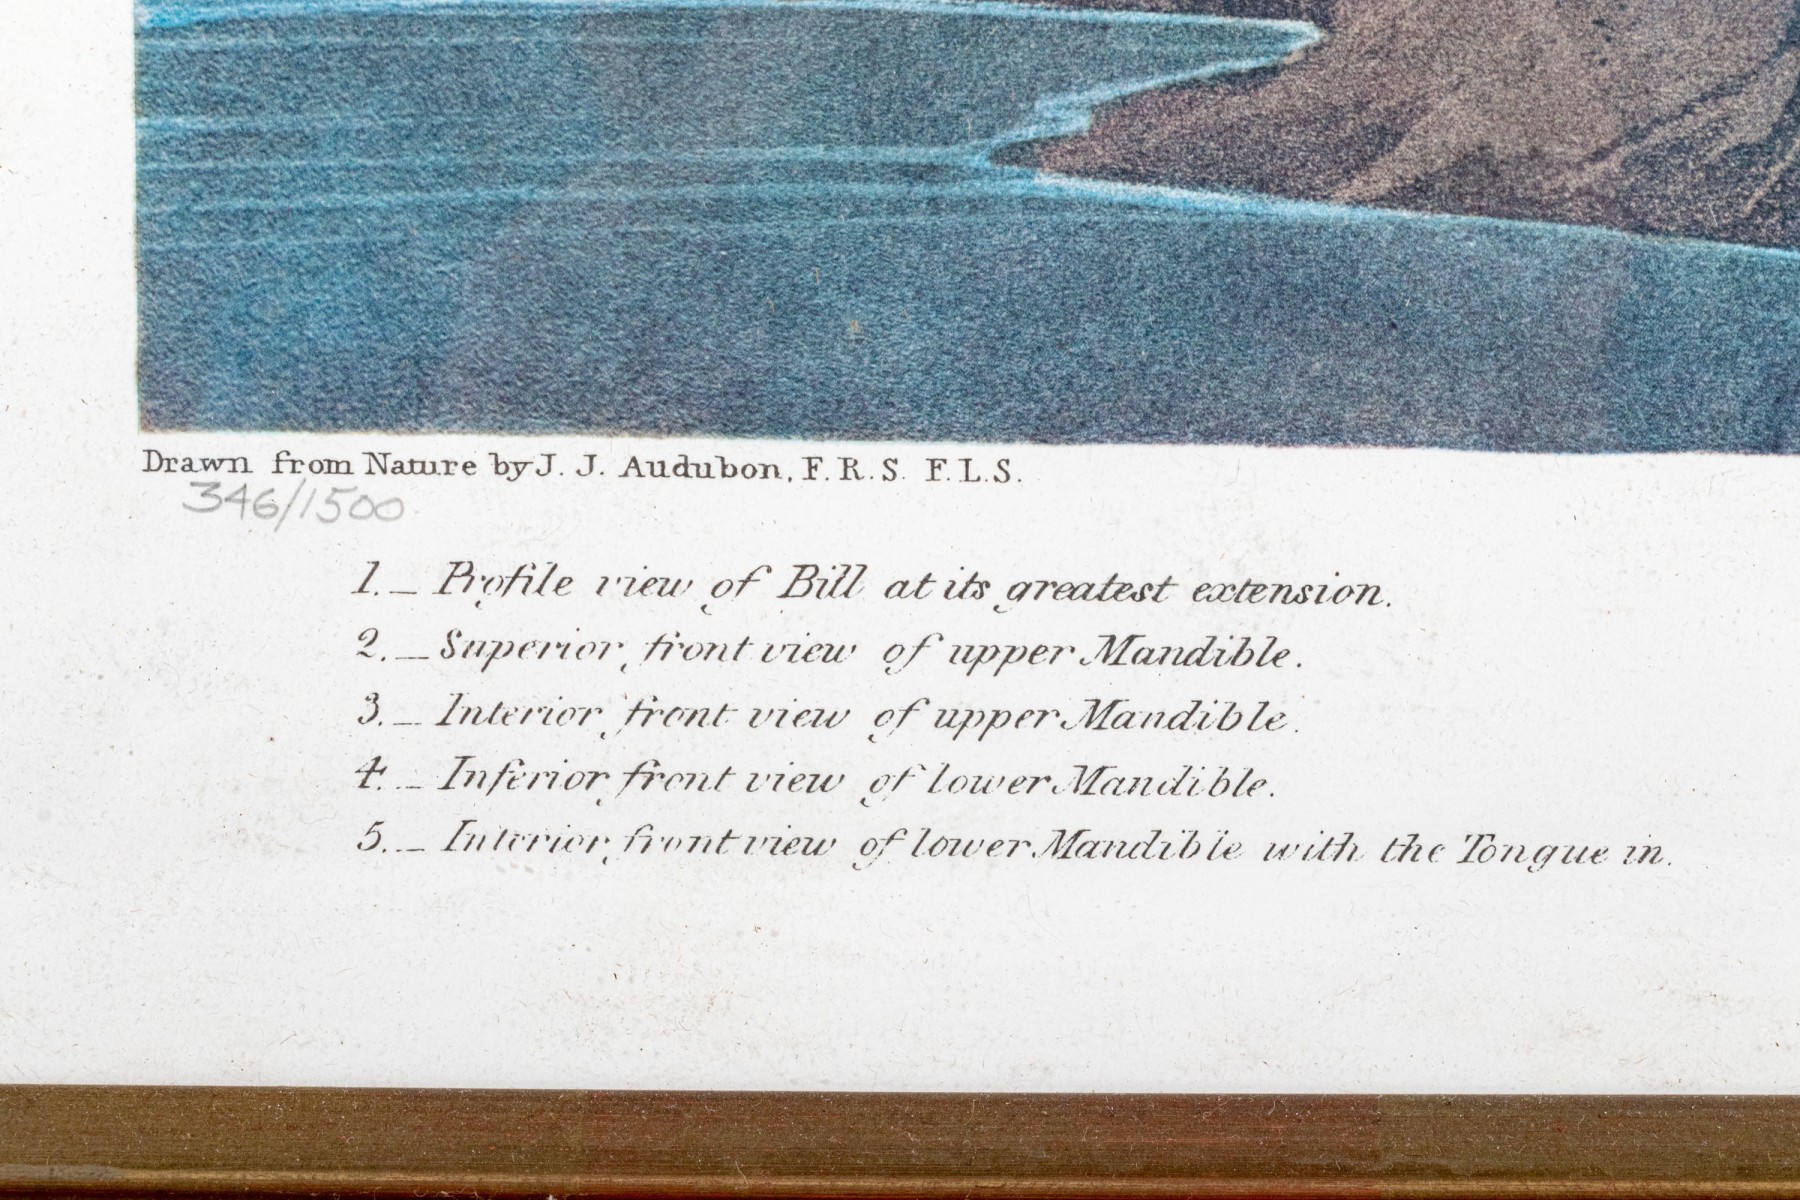 Drawn from Nature by J. J. Audubon, F. R. S. F. L. S.
346/1500
1. _ Profile view of Bill at its greatest extension.
2. _ Superior front view of upper Mandible.
3. _ Interior front view of upper Mandible.
4. _ Inferior front view of lower Mandible.
5. _ Interior front view of lower Mandible with the Tongue in.